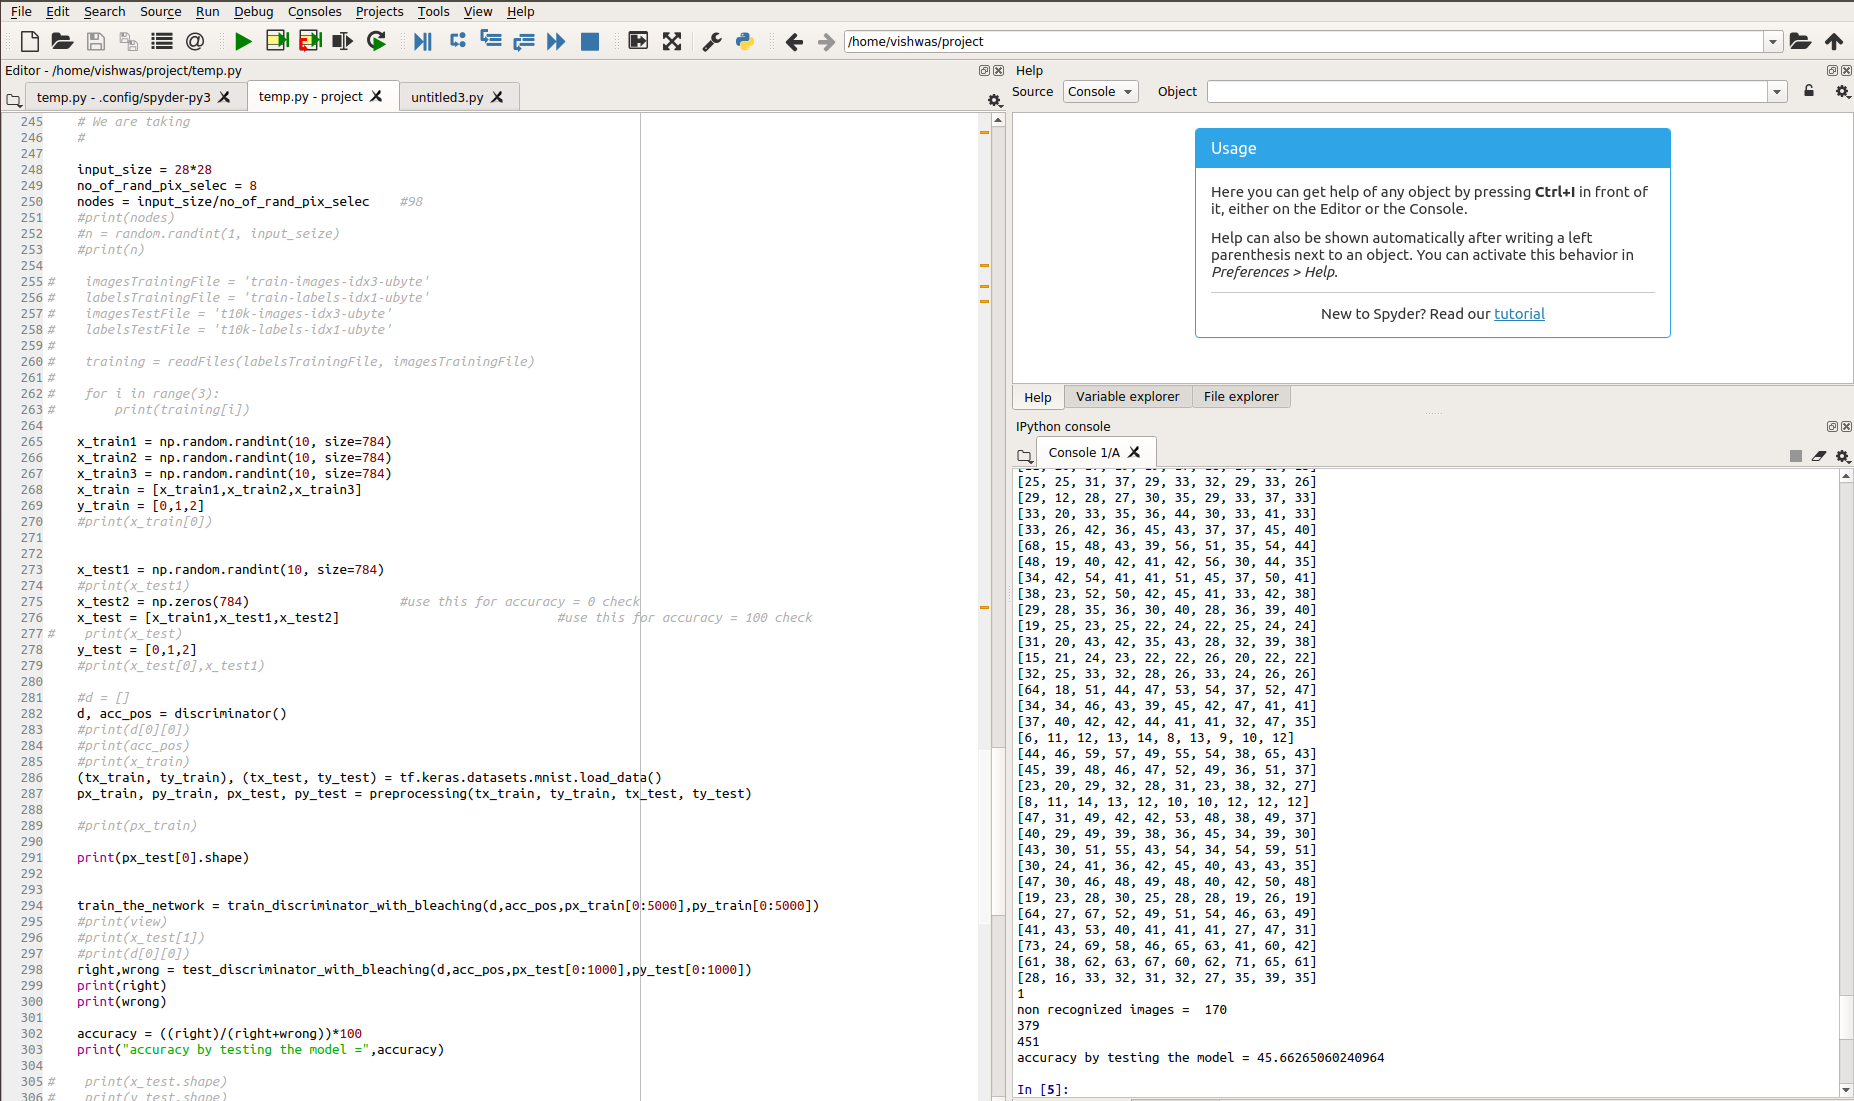 File Edit Search Source Run Debug Consoles Projects Tools View Help
/home/vishwas/project
Editor - /home/vishwas/project/temp.py
temp.py - .config/spyder-py3
temp.py - project
untitled3.py
245 # We are taking
246 #
247
248 input_size = 28*28
249 no_of_rand_pix_selec = 8
250 nodes = input_size/no_of_rand_pix_selec #98
251 #print(nodes)
252 #n = random.randint(1, input_seize)
253 #print(n)
254
255 # imagesTrainingFile = 'train-images-idx3-ubyte'
256 # labelsTrainingFile = 'train-labels-idx1-ubyte'
257 # imagesTestFile = 't10k-images-idx3-ubyte'
258 # labelsTestFile = 't10k-labels-idx1-ubyte'
259 #
260 # training = readFiles(labelsTrainingFile, imagesTrainingFile)
261 #
262 # for i in range(3):
263 # print(training[i])
264
265 x_train1 = np.random.randint(10, size=784)
266 x_train2 = np.random.randint(10, size=784)
267 x_train3 = np.random.randint(10, size=784)
268 x_train = [x_train1,x_train2,x_train3]
269 y_train = [0,1,2]
270 #print(x_train[0])
271
272
273 x_test1 = np.random.randint(10, size=784)
274 #print(x_test1)
275 x_test2 = np.zeros(784) #use this for accuracy = 0 check
276 x_test = [x_train1,x_test1,x_test2] #use this for accuracy = 100 check
277 # print(x_test)
278 y_test = [0,1,2]
279 #print(x_test[0],x_test1)
280
281 #d = []
282 d, acc_pos = discriminator()
283 #print(d[0][0])
284 #print(acc_pos)
285 #print(x_train)
286 (tx_train, ty_train), (tx_test, ty_test) = tf.keras.datasets.mnist.load_data()
287 px_train, py_train, px_test, py_test = preprocessing(tx_train, ty_train, tx_test, ty_test)
288
289 #print(px_train)
290
291 print(px_test[0].shape)
292
293
294 train_the_network = train_discriminator_with_bleaching(d,acc_pos,px_train[0:5000],py_train[0:5000])
295 #print(view)
296 #print(x_test[1])
297 #print(d[0][0])
298 right,wrong = test_discriminator_with_bleaching(d,acc_pos,px_test[0:1000],py_test[0:1000])
299 print(right)
300 print(wrong)
301
302 accuracy = ((right)/(right+wrong))*100
303 print("accuracy by testing the model =",accuracy)
304
305 # print(x_test.shape)
306 # print(y_test.shape)
Help
Source Console Object
Usage
Here you can get help of any object by pressing Ctrl+I in front of
it, either on the Editor or the Console.
Help can also be shown automatically after writing a left
parenthesis next to an object. You can activate this behavior in
Preferences > Help.
New to Spyder? Read our tutorial
Help Variable explorer File explorer
IPython console
Console 1/A
[25, 25, 31, 37, 29, 33, 32, 29, 33, 26]
[29, 12, 28, 27, 30, 35, 29, 33, 37, 33]
[33, 20, 33, 35, 36, 44, 30, 33, 41, 33]
[33, 26, 42, 36, 45, 43, 37, 37, 45, 40]
[68, 15, 48, 43, 39, 56, 51, 35, 54, 44]
[48, 19, 40, 42, 41, 42, 56, 30, 44, 35]
[34, 42, 54, 41, 41, 51, 45, 37, 50, 41]
[38, 23, 52, 50, 42, 45, 41, 33, 42, 38]
[29, 28, 35, 36, 30, 40, 28, 36, 39, 40]
[19, 25, 23, 25, 22, 24, 22, 25, 24, 24]
[31, 20, 43, 42, 35, 43, 28, 32, 39, 38]
[15, 21, 24, 23, 22, 22, 26, 20, 22, 22]
[32, 25, 33, 32, 28, 26, 33, 24, 26, 26]
[64, 18, 51, 44, 47, 53, 54, 37, 52, 47]
[34, 34, 46, 43, 39, 45, 42, 47, 41, 41]
[37, 40, 42, 42, 44, 41, 41, 32, 47, 35]
[6, 11, 12, 13, 14, 8, 13, 9, 10, 12]
[44, 46, 59, 57, 49, 55, 54, 38, 65, 43]
[45, 39, 48, 46, 47, 52, 49, 36, 51, 37]
[23, 20, 29, 32, 28, 31, 23, 38, 32, 27]
[8, 11, 14, 13, 12, 10, 10, 12, 12, 12]
[47, 31, 49, 42, 42, 53, 48, 38, 49, 37]
[40, 29, 49, 39, 38, 36, 45, 34, 39, 30]
[43, 30, 51, 55, 43, 54, 34, 54, 59, 51]
[30, 24, 41, 36, 42, 45, 40, 43, 43, 35]
[47, 30, 46, 48, 49, 48, 40, 42, 50, 48]
[19, 23, 28, 30, 25, 28, 28, 19, 26, 19]
[64, 27, 67, 52, 49, 51, 54, 46, 63, 49]
[41, 43, 53, 40, 41, 41, 41, 27, 47, 31]
[73, 24, 69, 58, 46, 65, 63, 41, 60, 42]
[61, 38, 62, 63, 67, 60, 62, 71, 65, 61]
[28, 16, 33, 32, 31, 32, 27, 35, 39, 35]
1
non recognized images = 170
379
451
accuracy by testing the model = 45.66265060240964
In [5]: